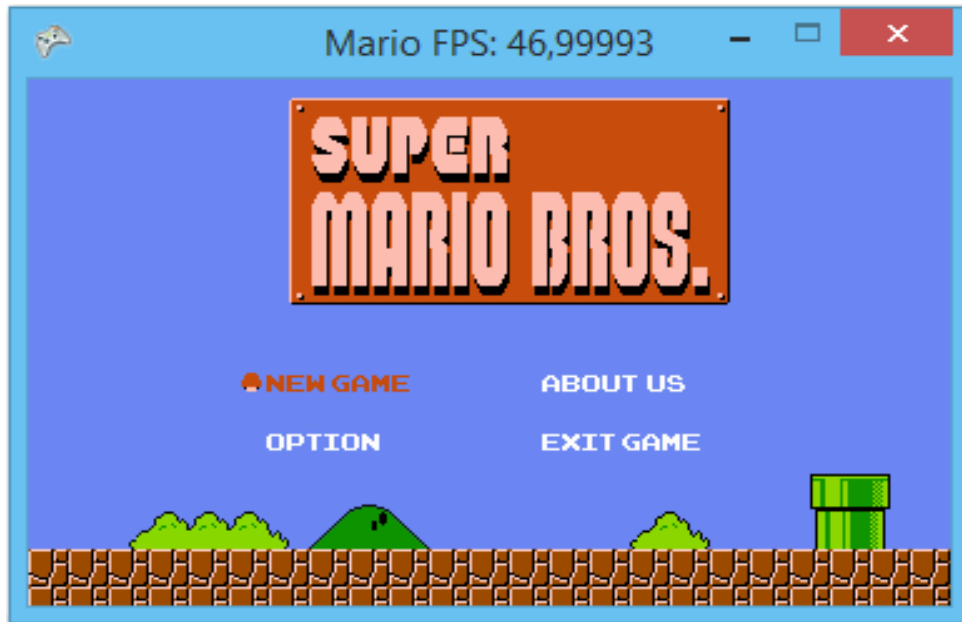 Mario FPS: 46,99993
SUPER
MARIO BROS.
NEW GAME
ABOUT US
OPTION
EXIT GAME